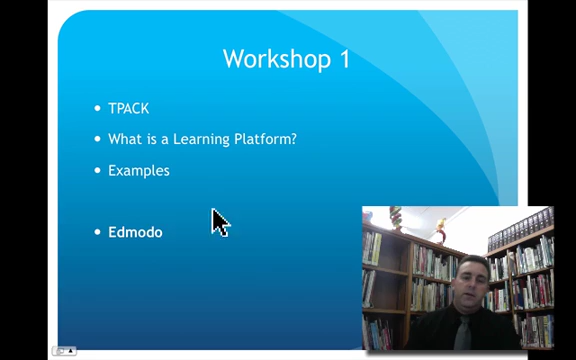 Workshop 1
TPACK
What is a Learning Platform?
Examples
Edmodo